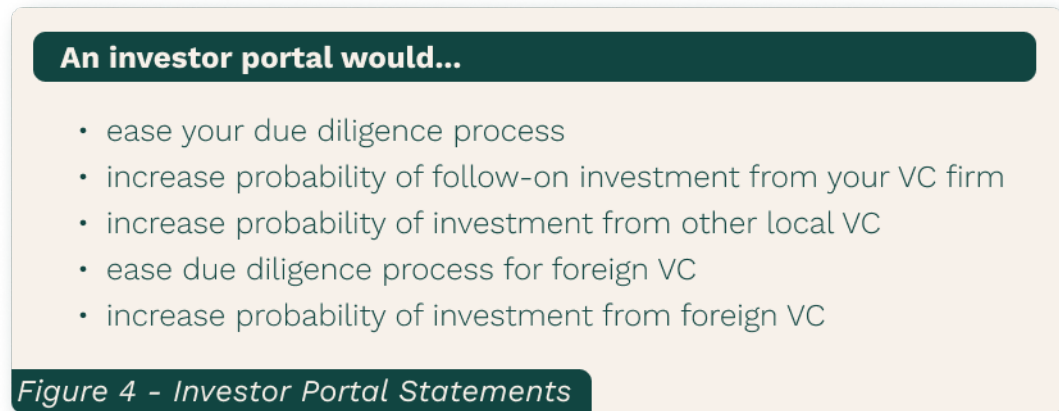 An investor portal would...
• ease your due diligence process
• increase probability of follow-on investment from your VC firm
• increase probability of investment from other local VC
• ease due diligence process for foreign VC
• increase probability of investment from foreign VC
Figure 4 - Investor Portal Statements